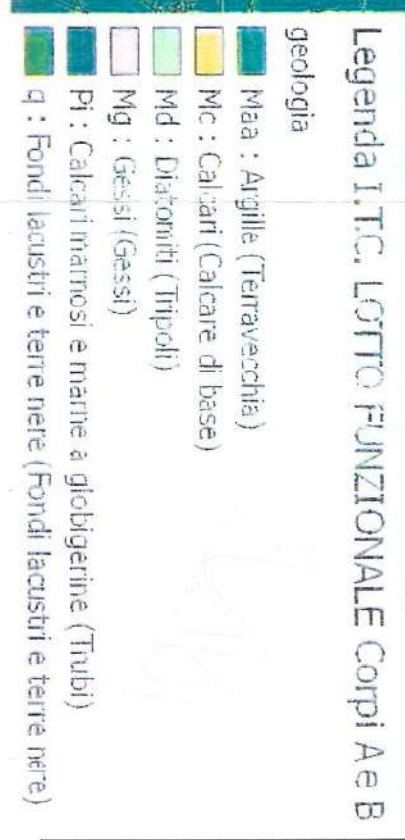 Legenda I.T.C. LOTTO FUNZIONALE Corpi A e B
geologia
Maa : Argille (Terravecchia)
Mc : Calcari (Calcare di base)
Md : Diatomiti (Tripoli)
Mg : Gessi (Gessi)
Pi : Calcari marnosi e marne a globigerine (Trubi)
q : Fondi lacustri e terre nere (Fondi lacustri e terre nere)